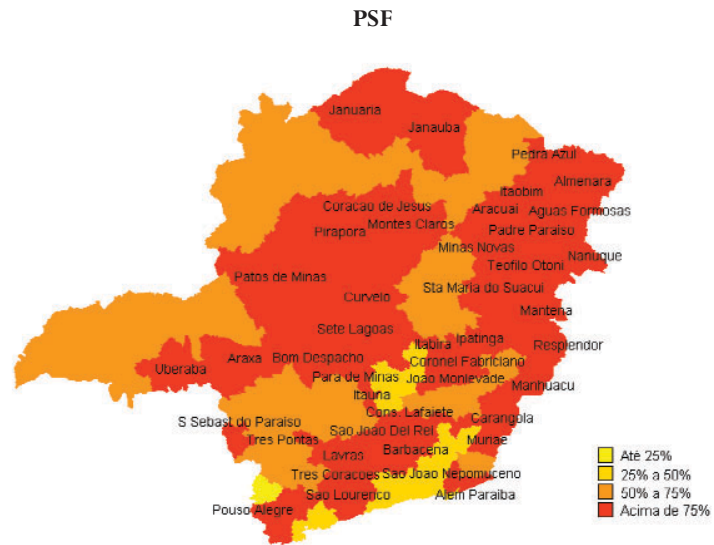 PSF
Januaria
Janauba
Pedra Azul
Almenara
Itaobim
Coracao de Jesus
Aracuai
Aguas Formosas
Montes Claros
Pirapora
Padre Paraiso
Minas Novas
Nanuque
Teofilo Otoni
Patos de Minas
Sta Maria do Suacui
Curvelo
Mantena
Sete Lagoas
Itabira
Ipatinga
Resplendor
Araxa
Bom Despacho
Coronel Fabriciano
Uberaba
Para de Minas
Joao Monlevade
Manhuacu
Itauna
Cons. Lafaiete
Carangola
S Sebast do Paraiso
Sao Joao Del Rei
Tres Pontas
Barbacena
Muriae
Lavras
Tres Coracoes
Sao Joao Nepomuceno
Sao Lourenco
Alem Paraiba
Pouso Alegre
Até 25%
25% a 50%
50% a 75%
Acima de 75%